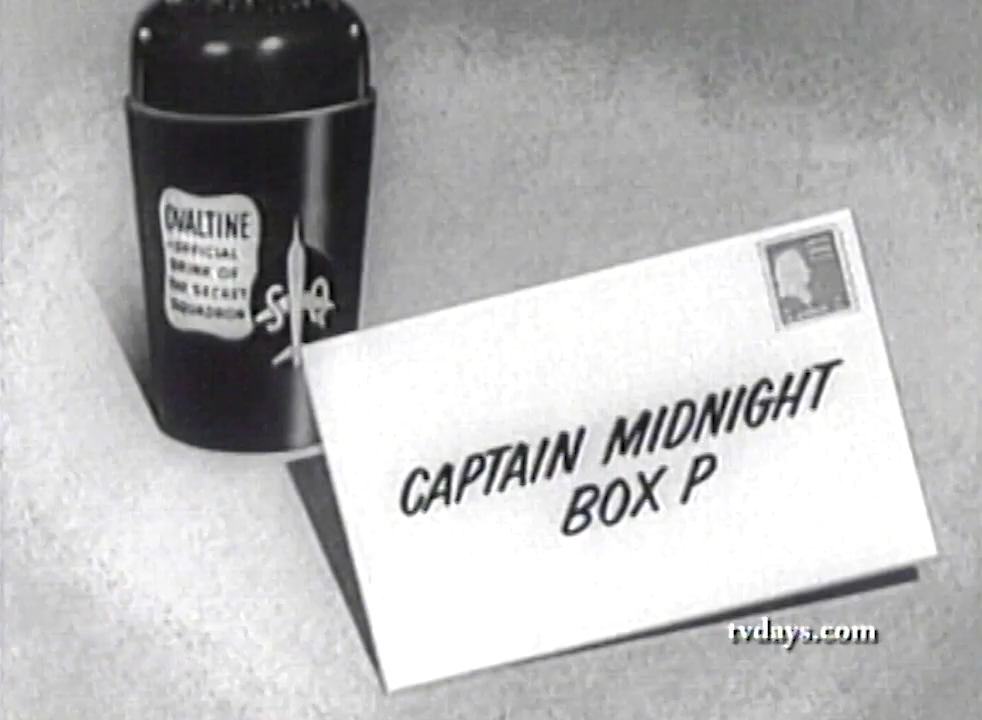 OVALTINE
OFFICIAL
DRINK OF
THE SECRET
SQUADRON
SQ
CAPTAIN MIDNIGHT
BOX P
tvdays.com